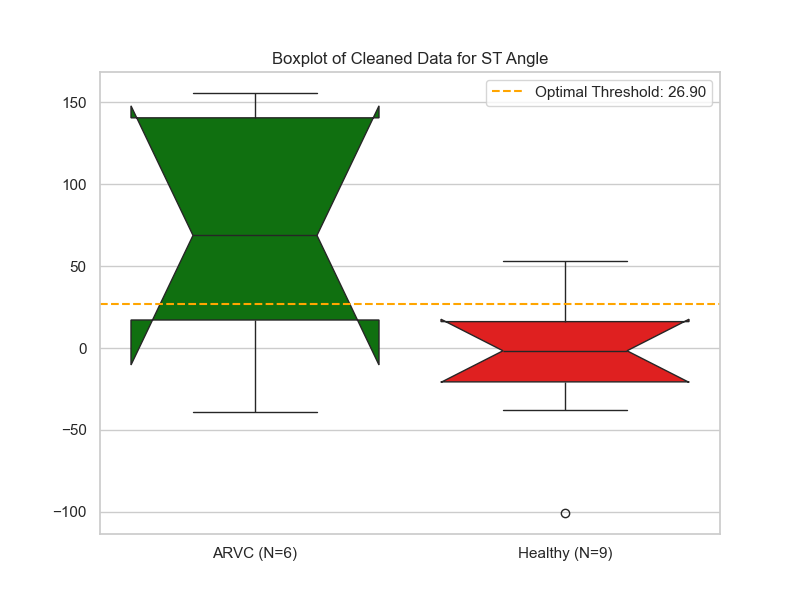 Boxplot of Cleaned Data for ST Angle
Optimal Threshold: 26.90
150
100
50
0
−50
−100
ARVC (N=6)
Healthy (N=9)